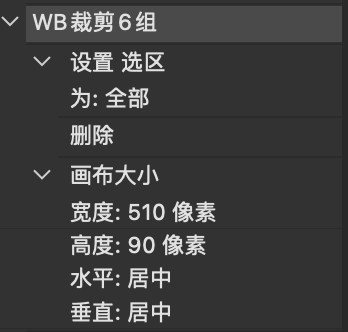 WB裁剪6组
设置 选区
为: 全部
删除
画布大小
宽度: 510 像素
高度: 90 像素
水平: 居中
垂直: 居中